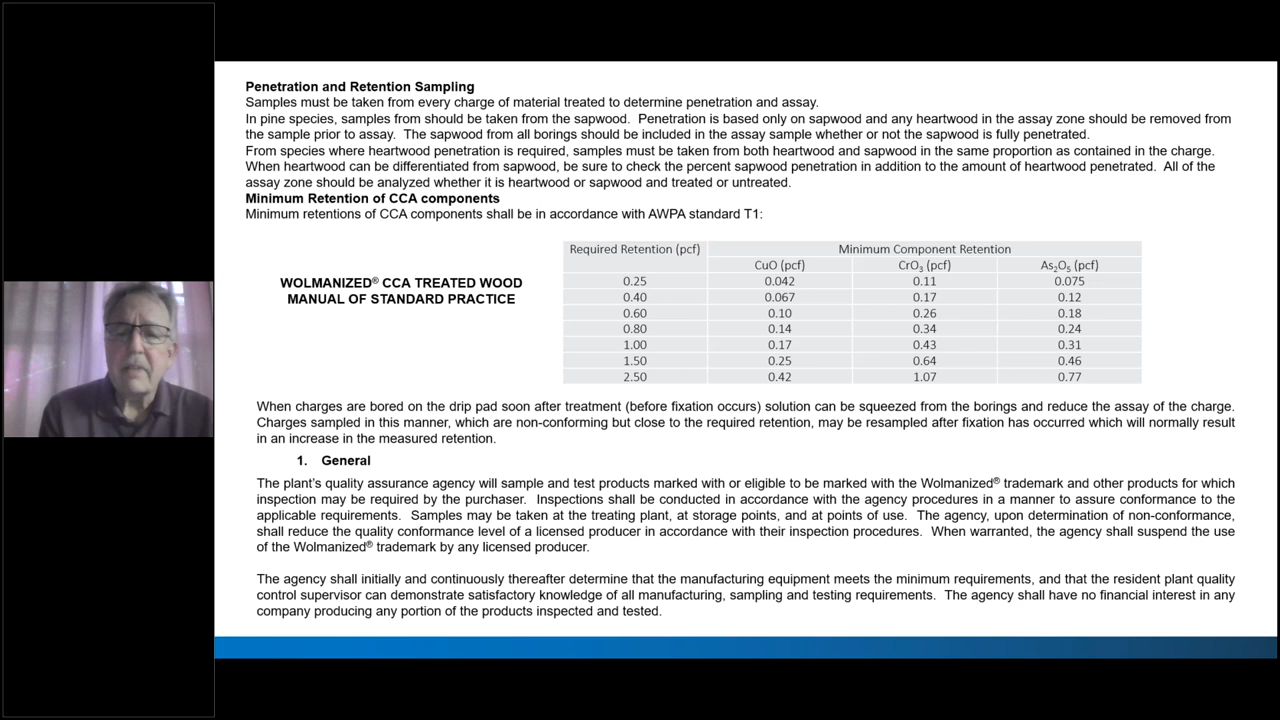 Penetration and Retention Sampling
Samples must be taken from every charge of material treated to determine penetration and assay.
In pine species, samples from should be taken from the sapwood. Penetration is based only on sapwood and any heartwood in the assay zone should be removed from
the sample prior to assay. The sapwood from all borings should be included in the assay sample whether or not the sapwood is fully penetrated.
From species where heartwood penetration is required, samples must be taken from both heartwood and sapwood in the same proportion as contained in the charge.
When heartwood can be differentiated from sapwood, be sure to check the percent sapwood penetration in addition to the amount of heartwood penetrated. All of the
assay zone should be analyzed whether it is heartwood or sapwood and treated or untreated.
Minimum Retention of CCA components
Minimum retentions of CCA components shall be in accordance with AWPA standard T1:
WOLMANIZED® CCA TREATED WOOD
MANUAL OF STANDARD PRACTICE
Required Retention (pcf) Minimum Component Retention
CuO (pcf) CrO₃ (pcf) As₂O₅ (pcf)
0.25 0.042 0.11 0.075
0.40 0.067 0.17 0.12
0.60 0.10 0.26 0.18
0.80 0.14 0.34 0.24
1.00 0.17 0.43 0.31
1.50 0.25 0.64 0.46
2.50 0.42 1.07 0.77
When charges are bored on the drip pad soon after treatment (before fixation occurs) solution can be squeezed from the borings and reduce the assay of the charge.
Charges sampled in this manner, which are non-conforming but close to the required retention, may be resampled after fixation has occurred which will normally result
in an increase in the measured retention.
1. General
The plant's quality assurance agency will sample and test products marked with or eligible to be marked with the Wolmanized® trademark and other products for which
inspection may be required by the purchaser. Inspections shall be conducted in accordance with the agency procedures in a manner to assure conformance to the
applicable requirements. Samples may be taken at the treating plant, at storage points, and at points of use. The agency, upon determination of non-conformance,
shall reduce the quality conformance level of a licensed producer in accordance with their inspection procedures. When warranted, the agency shall suspend the use
of the Wolmanized® trademark by any licensed producer.
The agency shall initially and continuously thereafter determine that the manufacturing equipment meets the minimum requirements, and that the resident plant quality
control supervisor can demonstrate satisfactory knowledge of all manufacturing, sampling and testing requirements. The agency shall have no financial interest in any
company producing any portion of the products inspected and tested.